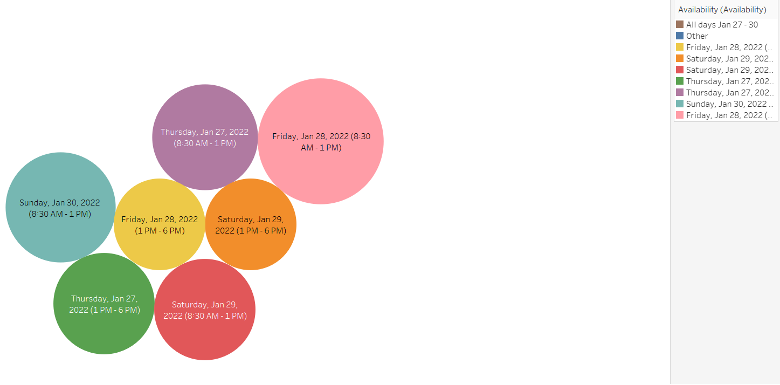 Availability (Availability)
All days Jan 27 - 30
Other
Friday, Jan 28, 2022 (...
Saturday, Jan 29, 202...
Saturday, Jan 29, 202...
Thursday, Jan 27, 202...
Thursday, Jan 27, 202...
Sunday, Jan 30, 2022 ...
Friday, Jan 28, 2022 (...
Thursday, Jan 27, 2022
(8:30 AM - 1 PM)
Friday, Jan 28, 2022 (8:30
AM - 1 PM)
Sunday, Jan 30, 2022
(8:30 AM - 1 PM)
Friday, Jan 28, 2022
(1 PM - 6 PM)
Saturday, Jan 29,
2022 (1 PM - 6 PM)
Thursday, Jan 27,
2022 (1 PM - 6 PM)
Saturday, Jan 29,
2022 (8:30 AM - 1 PM)